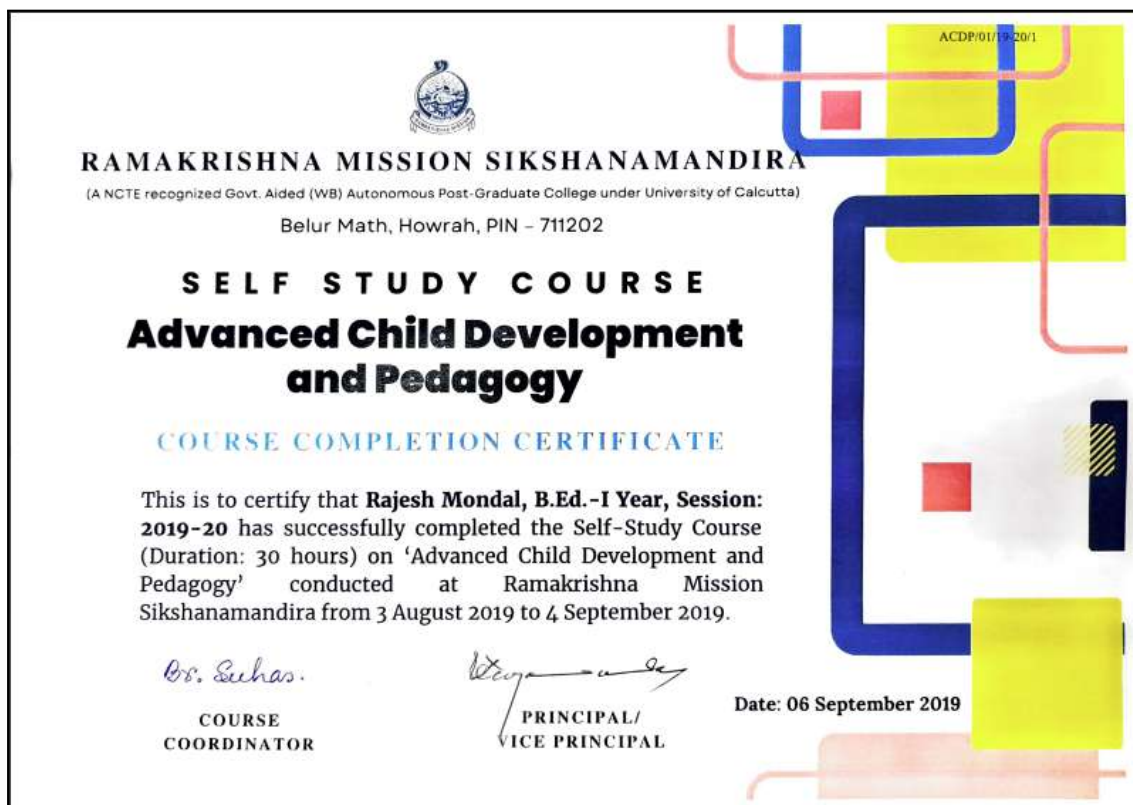 ACDP/01/19-20/1
RAMAKRISHNA MISSION
RAMAKRISHNA MISSION SIKSHANAMANDIRA
(A NCTE recognized Govt. Aided (WB) Autonomous Post-Graduate College under University of Calcutta)
Belur Math, Howrah, PIN – 711202
SELF STUDY COURSE
Advanced Child Development
and Pedagogy
COURSE COMPLETION CERTIFICATE
This is to certify that Rajesh Mondal, B.Ed.-I Year, Session:
2019-20 has successfully completed the Self-Study Course
(Duration: 30 hours) on ‘Advanced Child Development and
Pedagogy’ conducted at Ramakrishna Mission
Sikshanamandira from 3 August 2019 to 4 September 2019.
Br. Suhas.
COURSE
COORDINATOR
PRINCIPAL/
VICE PRINCIPAL
Date: 06 September 2019